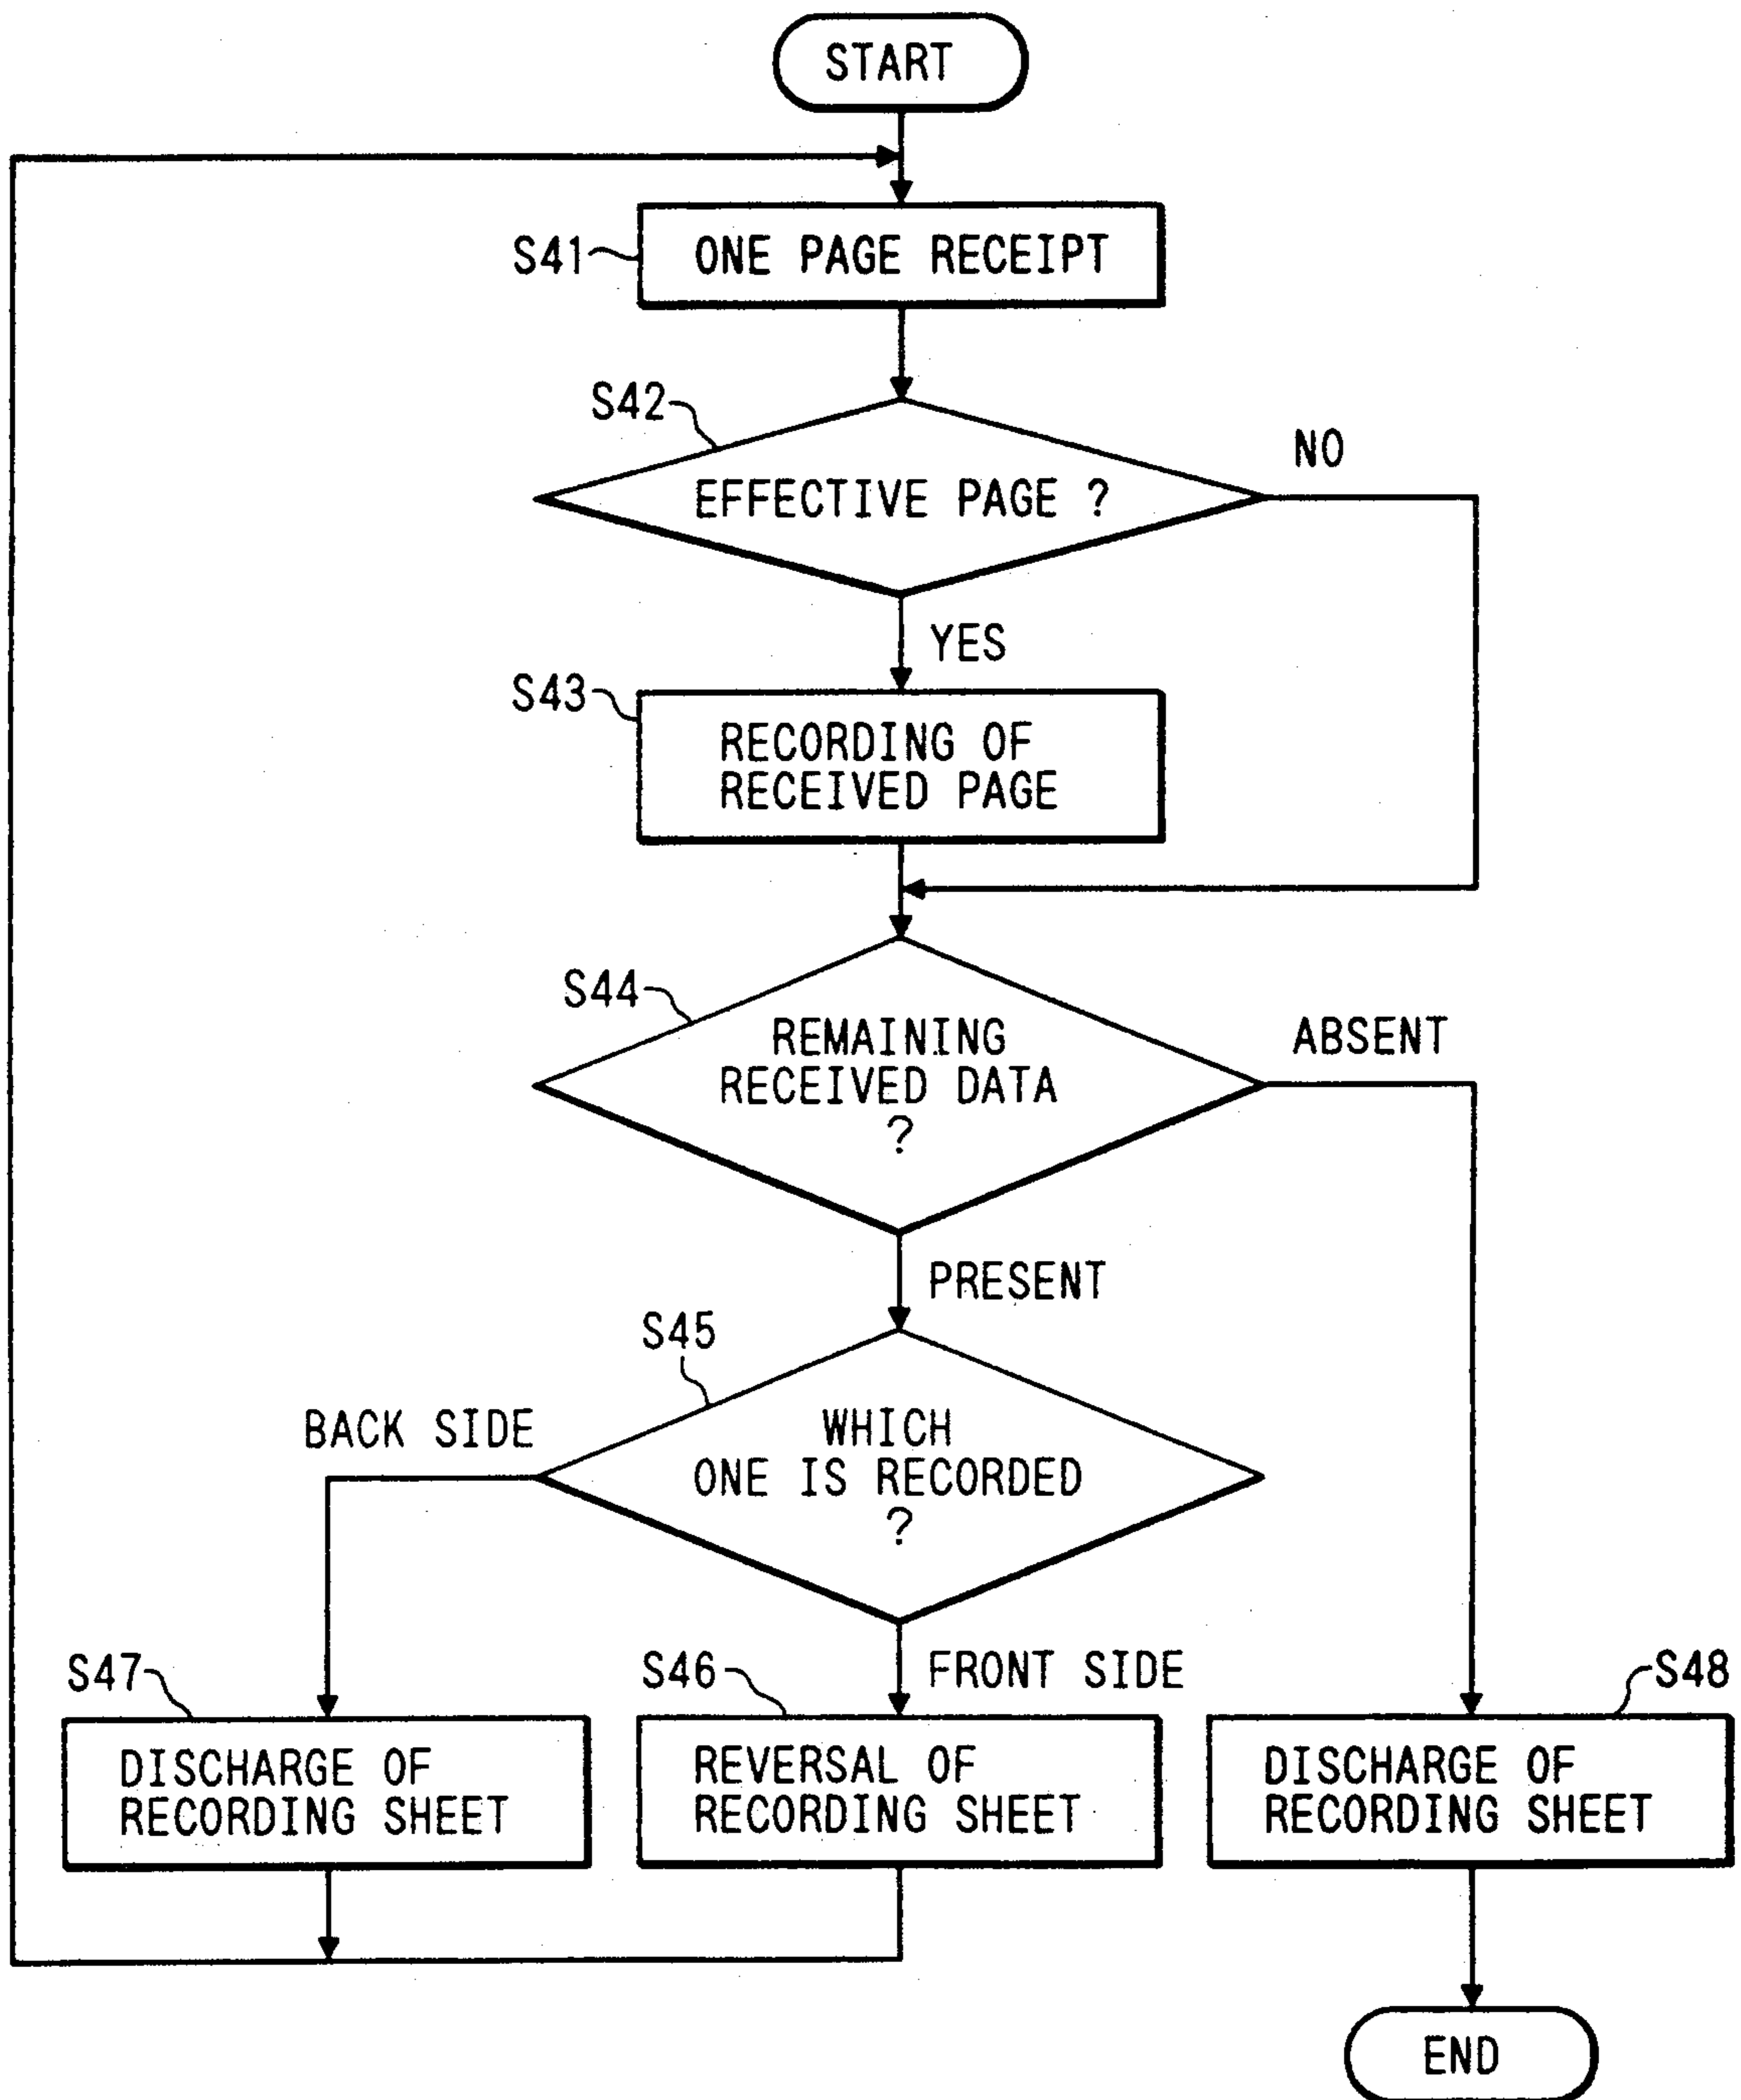 START
S41
ONE PAGE RECEIPT
S42
NO
EFFECTIVE PAGE ?
YES
S43
RECORDING OF
RECEIVED PAGE
S44
REMAINING
RECEIVED DATA
?
ABSENT
PRESENT
S45
BACK SIDE
WHICH
ONE IS RECORDED
?
S47
S46
FRONT SIDE
S48
DISCHARGE OF
RECORDING SHEET
REVERSAL OF
RECORDING SHEET
DISCHARGE OF
RECORDING SHEET
END